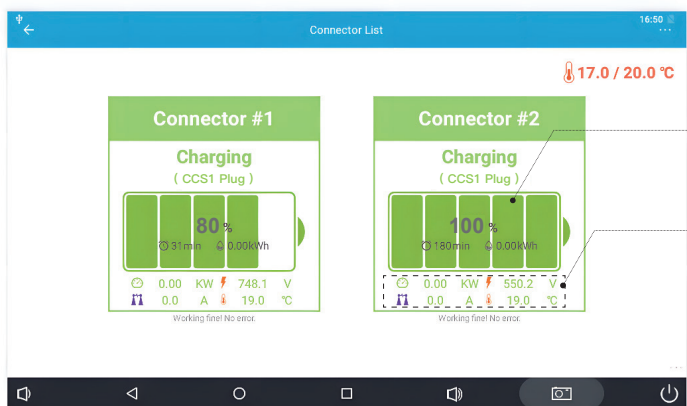 16:50
Connector List
17.0 / 20.0 ℃
Connector #1
Charging
( CCS1 Plug )
80 %
31min 0.00kWh
0.00 KW 748.1 V
0.0 A 19.0 ℃
Working fine! No error.
Connector #2
Charging
( CCS1 Plug )
100 %
180min 0.00kWh
0.00 KW 550.2 V
0.0 A 19.0 ℃
Working fine! No error.